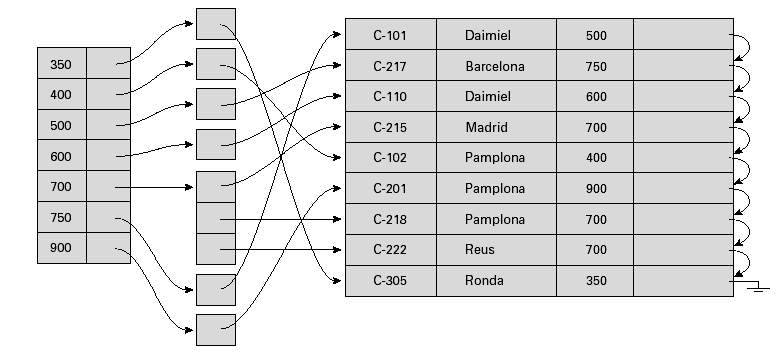 350
400
500
600
700
750
900
C-101 Daimiel 500
C-217 Barcelona 750
C-110 Daimiel 600
C-215 Madrid 700
C-102 Pamplona 400
C-201 Pamplona 900
C-218 Pamplona 700
C-222 Reus 700
C-305 Ronda 350